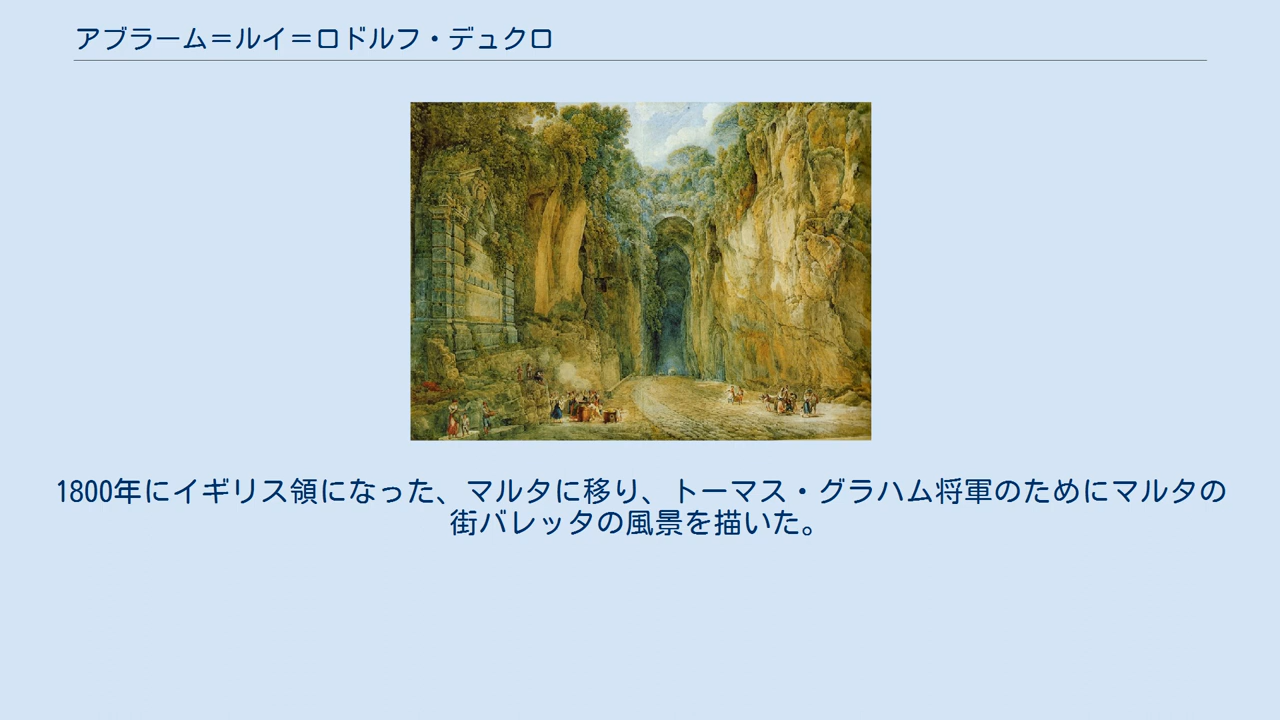 アブラーム＝ルイ＝ロドルフ・デュクロ
1800年にイギリス領になった、マルタに移り、トーマス・グラハム将軍のためにマルタの
街バレッタの風景を描いた。